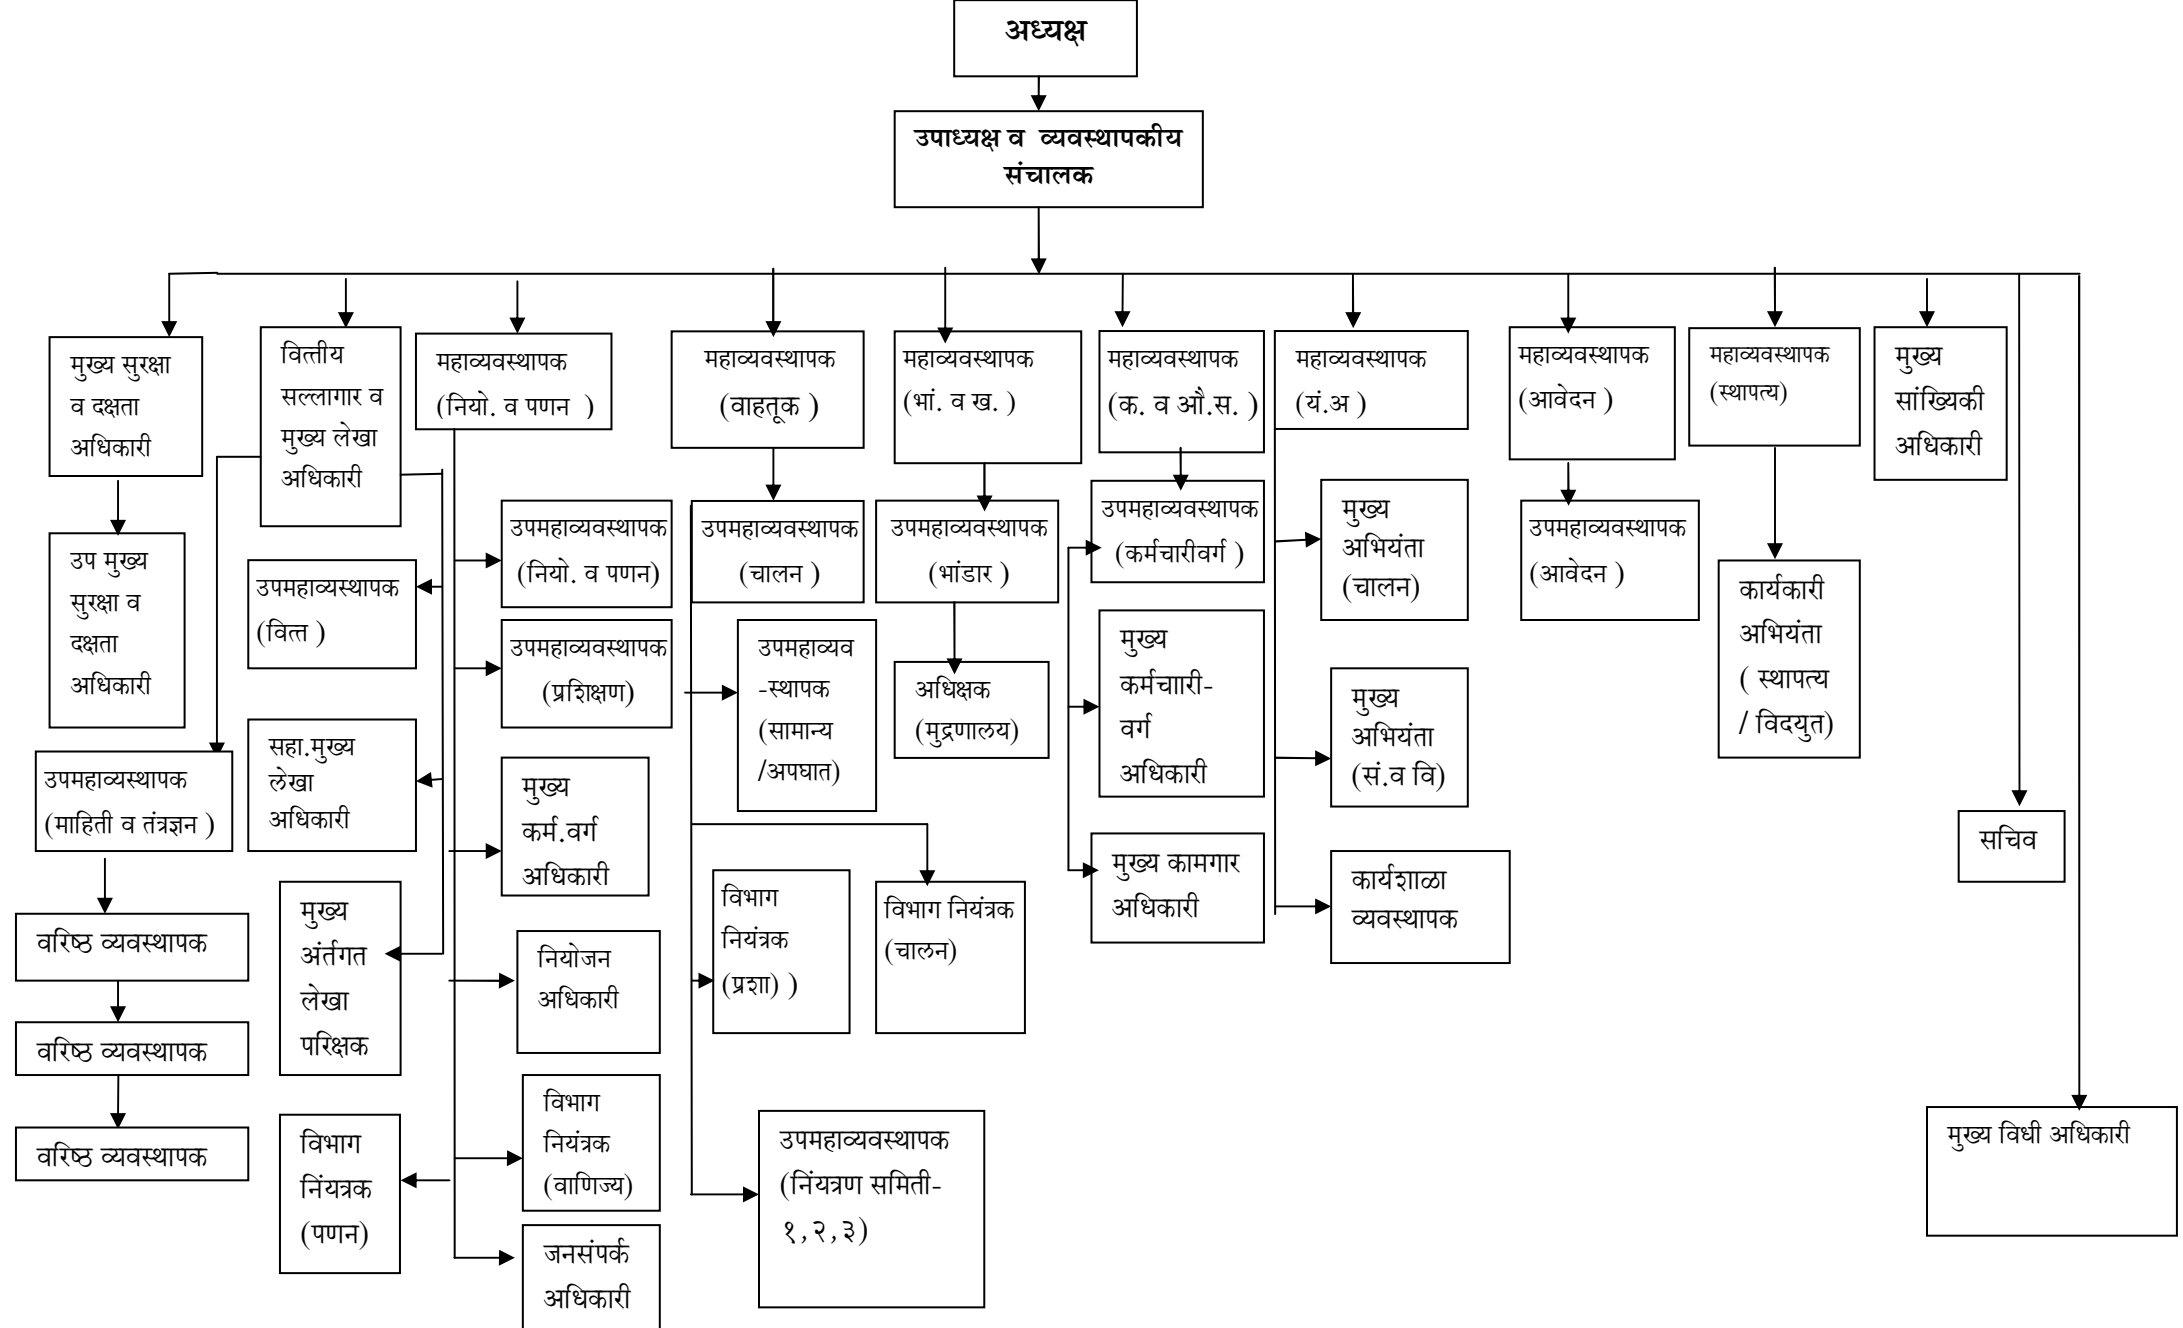 अध्यक्ष
उपाध्यक्ष व व्यवस्थापकीय
संचालक
मुख्य सुरक्षा
व दक्षता
अधिकारी
वित्तीय
सल्लागार व
मुख्य लेखा
अधिकारी
महाव्यवस्थापक
(नियो. व पणन )
महाव्यवस्थापक
(वाहतूक )
महाव्यवस्थापक
(भां. व ख. )
महाव्यवस्थापक
(क. व औ.स. )
महाव्यवस्थापक
(यं.अ )
महाव्यवस्थापक
(आवेदन )
महाव्यवस्थापक
(स्थापत्य)
मुख्य
सांख्यिकी
अधिकारी
उप मुख्य
सुरक्षा व
दक्षता
अधिकारी
उपमहाव्यस्थापक
(वित्त )
उपमहाव्यवस्थापक
(नियो. व पणन)
उपमहाव्यवस्थापक
(चालन )
उपमहाव्यवस्थापक
(भांडार )
उपमहाव्यवस्थापक
(कर्मचारीवर्ग )
मुख्य
अभियंता
(चालन)
उपमहाव्यवस्थापक
(आवेदन )
कार्यकारी
अभियंता
( स्थापत्य
/ विदयुत)
उपमहाव्यवस्थापक
(प्रशिक्षण)
उपमहाव्यव
-स्थापक
(सामान्य
/अपघात)
अधिक्षक
(मुद्रणालय)
मुख्य
कर्मचाारी-
वर्ग
अधिकारी
मुख्य
अभियंता
(सं.व वि)
उपमहाव्यस्थापक
(माहिती व तंत्रज्ञन )
सहा.मुख्य
लेखा
अधिकारी
मुख्य
कर्म.वर्ग
अधिकारी
विभाग
नियंत्रक
(प्रशा) )
विभाग नियंत्रक
(चालन)
मुख्य कामगार
अधिकारी
कार्यशाळा
व्यवस्थापक
सचिव
वरिष्ठ व्यवस्थापक
मुख्य
अंर्तगत
लेखा
परिक्षक
नियोजन
अधिकारी
वरिष्ठ व्यवस्थापक
वरिष्ठ व्यवस्थापक
विभाग
निंयत्रक
(पणन)
विभाग
नियंत्रक
(वाणिज्य)
उपमहाव्यवस्थापक
(निंयत्रण समिती-
१,२,३)
मुख्य विधी अधिकारी
जनसंपर्क
अधिकारी